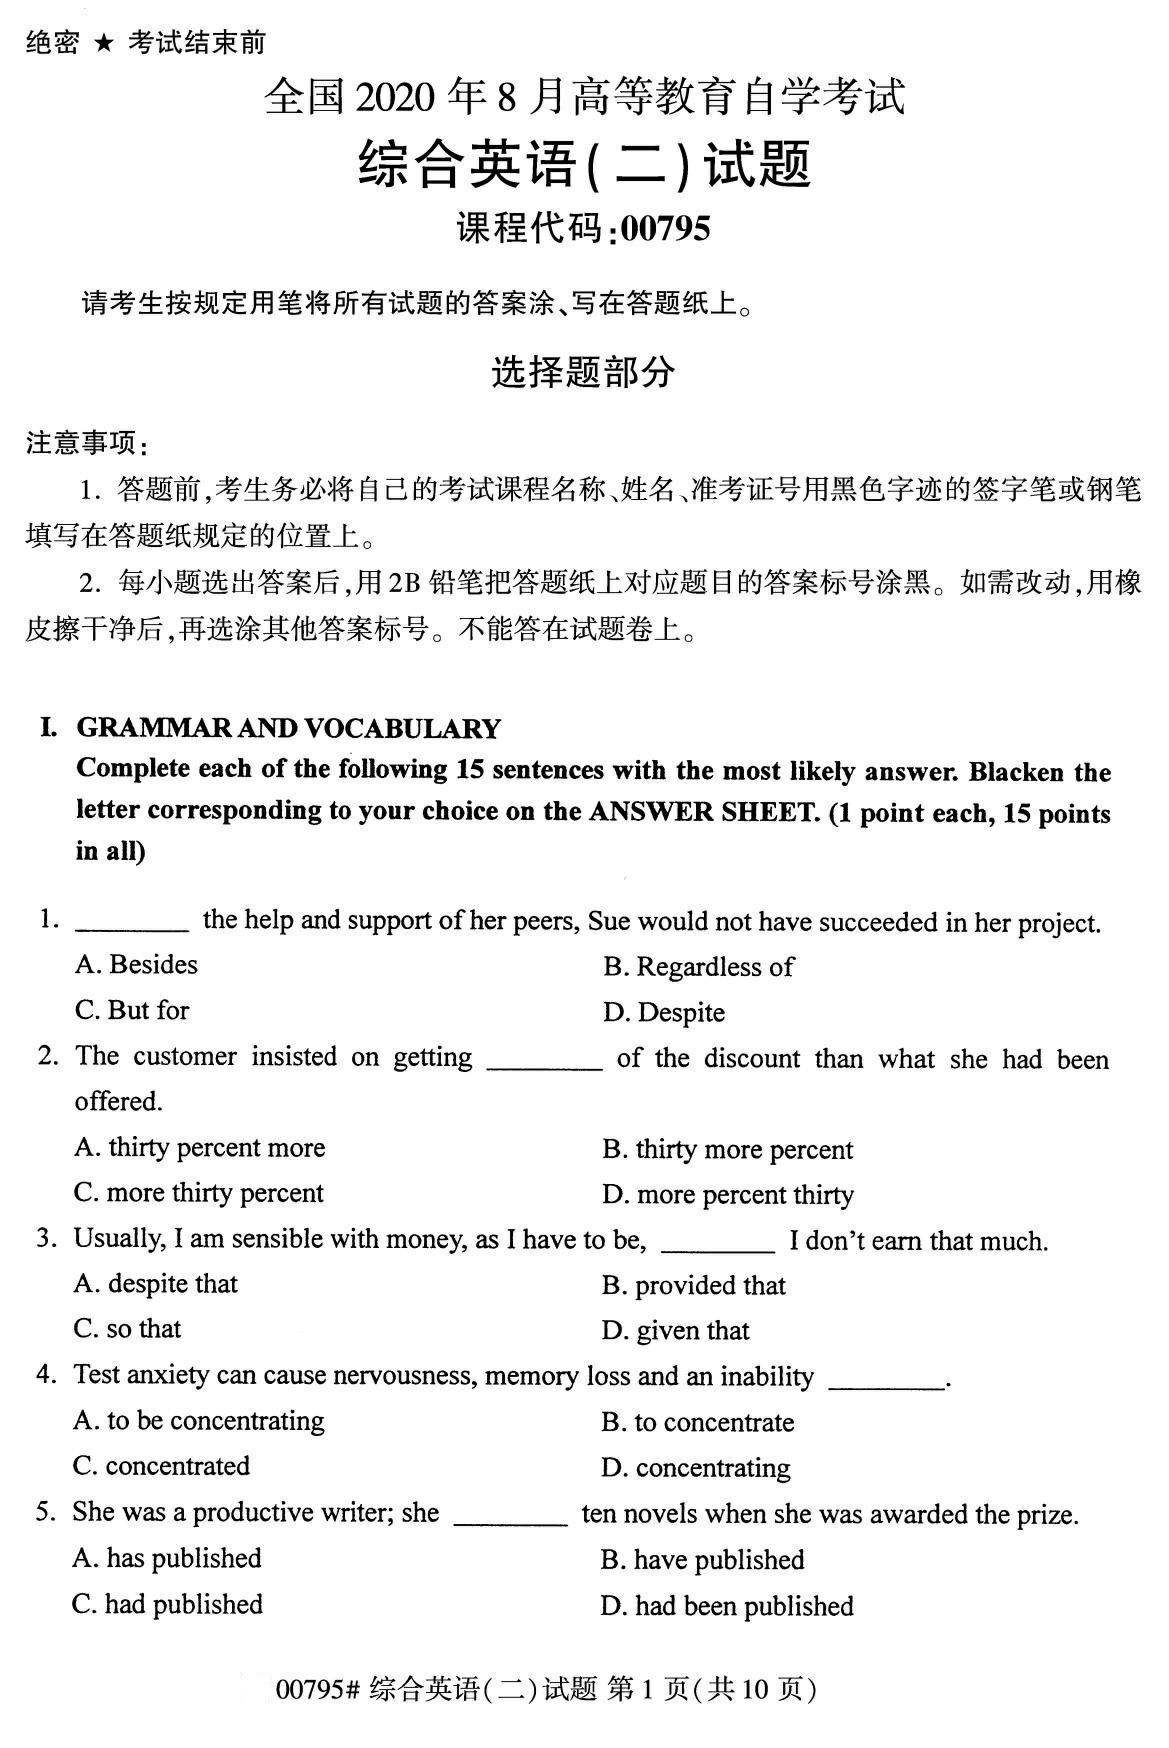 绝密 ★ 考试结束前
全国 2020 年 8 月高等教育自学考试
综合英语(二)试题
课程代码:00795
请考生按规定用笔将所有试题的答案涂、写在答题纸上。
选择题部分
注意事项:
1. 答题前,考生务必将自己的考试课程名称、姓名、准考证号用黑色字迹的签字笔或钢笔
填写在答题纸规定的位置上。
2. 每小题选出答案后,用 2B 铅笔把答题纸上对应题目的答案标号涂黑。如需改动,用橡
皮擦干净后,再选涂其他答案标号。不能答在试题卷上。
I. GRAMMAR AND VOCABULARY
Complete each of the following 15 sentences with the most likely answer. Blacken the
letter corresponding to your choice on the ANSWER SHEET. (1 point each, 15 points
in all)
1. ________ the help and support of her peers, Sue would not have succeeded in her project.
A. Besides B. Regardless of
C. But for D. Despite
2. The customer insisted on getting ________ of the discount than what she had been
offered.
A. thirty percent more B. thirty more percent
C. more thirty percent D. more percent thirty
3. Usually, I am sensible with money, as I have to be, ________ I don't earn that much.
A. despite that B. provided that
C. so that D. given that
4. Test anxiety can cause nervousness, memory loss and an inability ________.
A. to be concentrating B. to concentrate
C. concentrated D. concentrating
5. She was a productive writer; she ________ ten novels when she was awarded the prize.
A. has published B. have published
C. had published D. had been published
00795# 综合英语(二)试题 第 1 页(共 10 页)